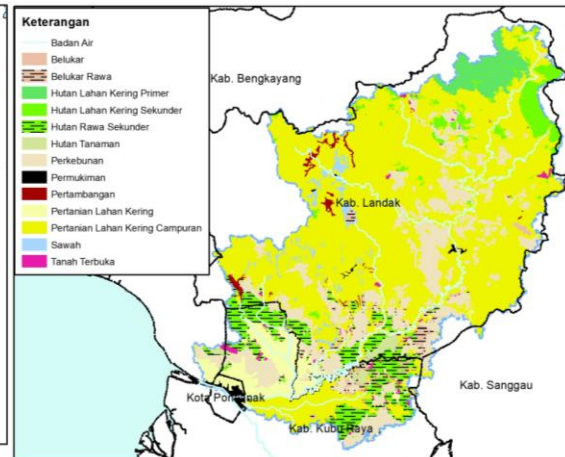 Keterangan
Badan Air
Belukar
Belukar Rawa
Hutan Lahan Kering Primer
Hutan Lahan Kering Sekunder
Hutan Rawa Sekunder
Hutan Tanaman
Perkebunan
Permukiman
Pertambangan
Pertanian Lahan Kering
Pertanian Lahan Kering Campuran
Sawah
Tanah Terbuka
Kab. Bengkayang
Kab. Landak
Kab. Sanggau
Kota Pontianak
Kab. Kubu Raya